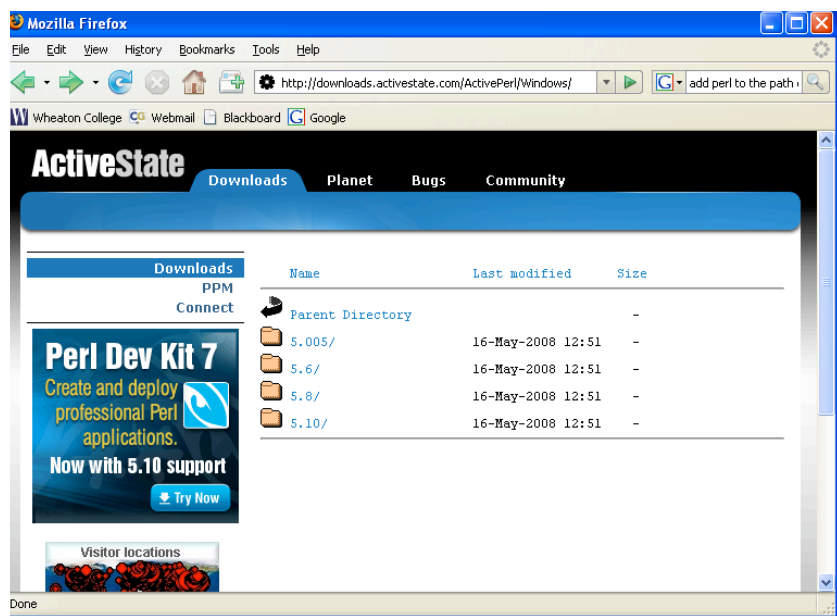 Mozilla Firefox
File Edit View History Bookmarks Tools Help
http://downloads.activestate.com/ActivePerl/Windows/ G add perl to the path
Wheaton College CG Webmail Blackboard G Google
ActiveState
Downloads Planet Bugs Community
Downloads
PPM
Connect
Name Last modified Size
Parent Directory -
5.005/ 16-May-2008 12:51 -
5.6/ 16-May-2008 12:51 -
5.8/ 16-May-2008 12:51 -
5.10/ 16-May-2008 12:51 -
Perl Dev Kit 7
Create and deploy
professional Perl
applications.
Now with 5.10 support
Try Now
Visitor locations
Done